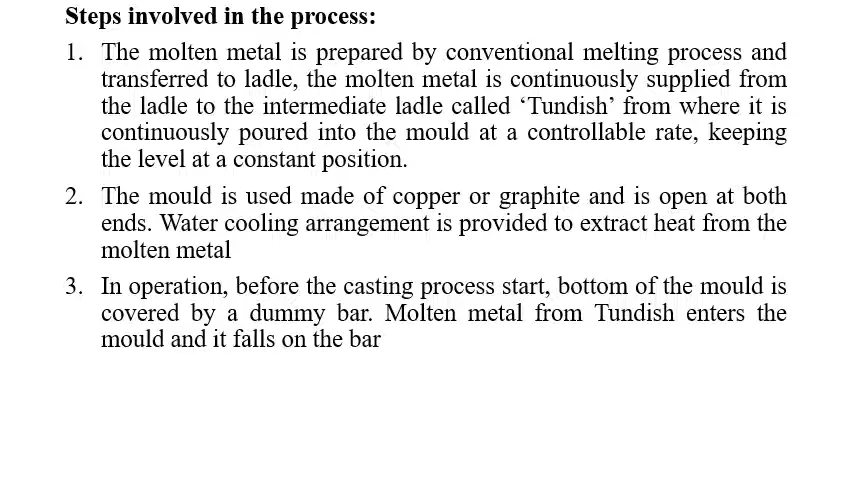 Steps involved in the process:
1. The molten metal is prepared by conventional melting process and
transferred to ladle, the molten metal is continuously supplied from
the ladle to the intermediate ladle called ‘Tundish’ from where it is
continuously poured into the mould at a controllable rate, keeping
the level at a constant position.
2. The mould is used made of copper or graphite and is open at both
ends. Water cooling arrangement is provided to extract heat from the
molten metal
3. In operation, before the casting process start, bottom of the mould is
covered by a dummy bar. Molten metal from Tundish enters the
mould and it falls on the bar